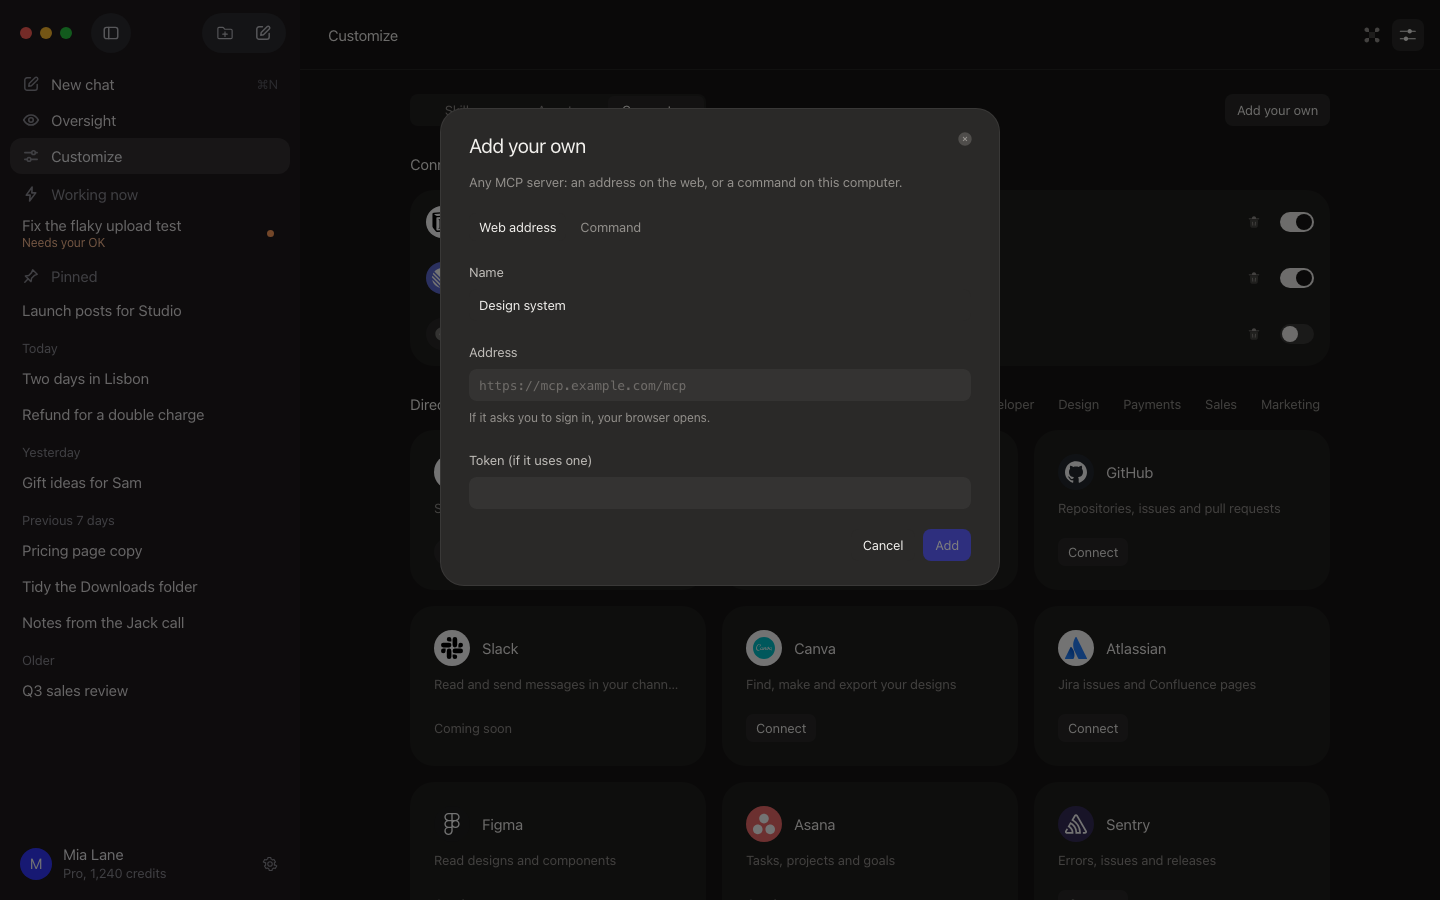 Customize
New chat
⌘N
Oversight
Customize
Working now
Fix the flaky upload test
Needs your OK
Pinned
Launch posts for Studio
Today
Two days in Lisbon
Refund for a double charge
Yesterday
Gift ideas for Sam
Previous 7 days
Pricing page copy
Tidy the Downloads folder
Notes from the Jack call
Older
Q3 sales review
M
Mia Lane
Pro, 1,240 credits
Add your own
Add your own
Any MCP server: an address on the web, or a command on this computer.
Web address Command
Name
Design system
Address
https://mcp.example.com/mcp
If it asks you to sign in, your browser opens.
Token (if it uses one)
Cancel Add
Design Payments Sales Marketing
GitHub
Repositories, issues and pull requests
Connect
Slack
Read and send messages in your chann...
Coming soon
Canva
Find, make and export your designs
Connect
Atlassian
Jira issues and Confluence pages
Connect
Figma
Read designs and components
Asana
Tasks, projects and goals
Sentry
Errors, issues and releases